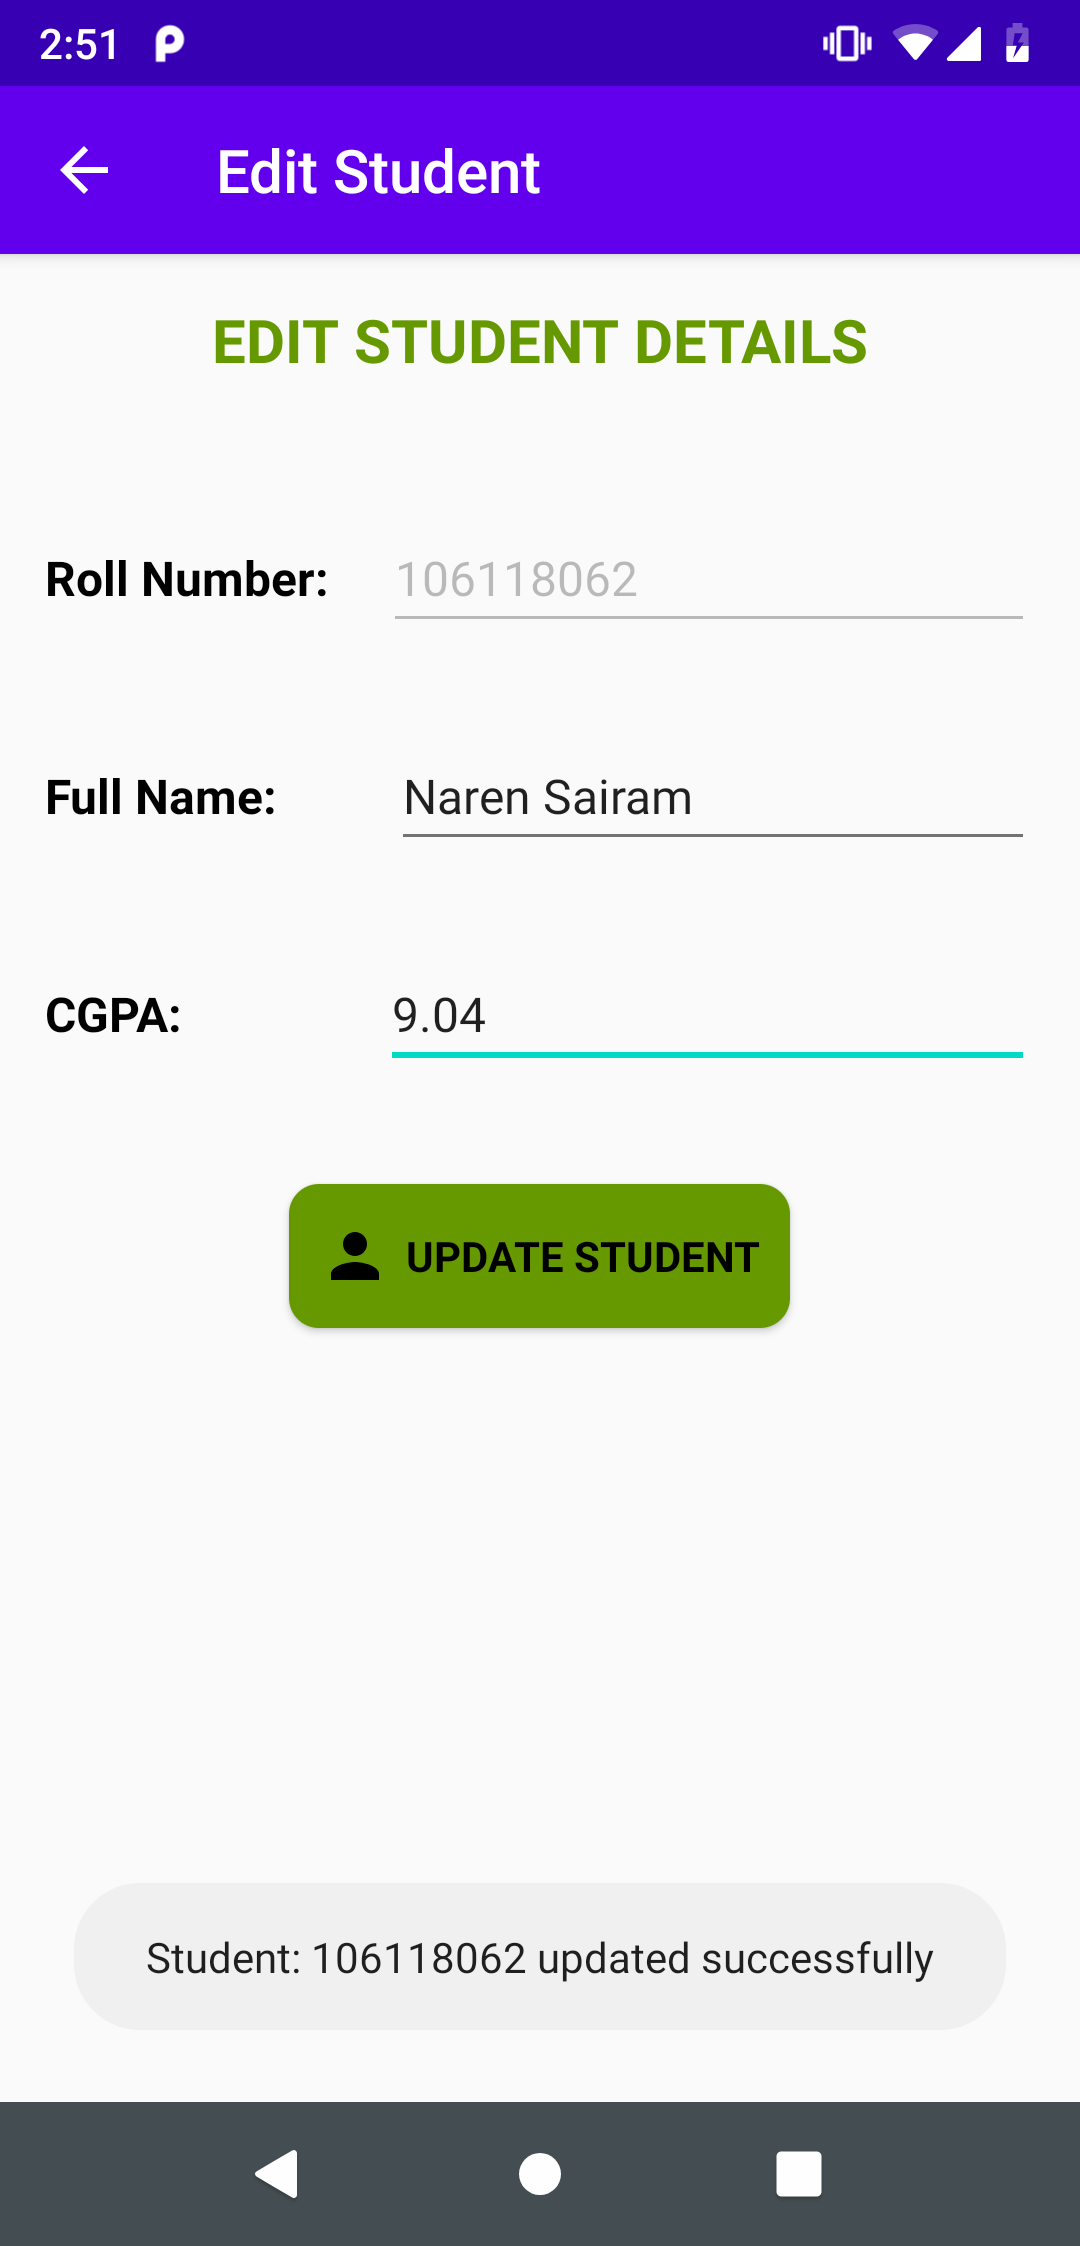 2:51
Edit Student
EDIT STUDENT DETAILS
Roll Number: 106118062
Full Name: Naren Sairam
CGPA: 9.04
UPDATE STUDENT
Student: 106118062 updated successfully